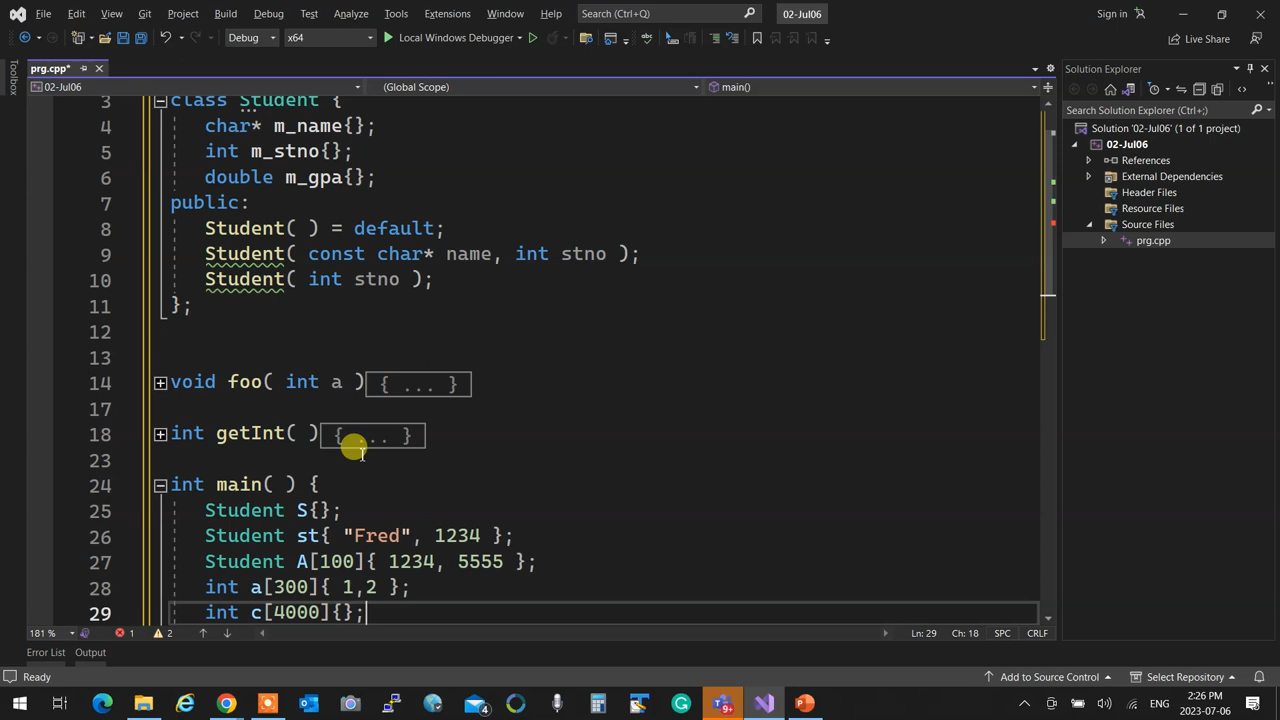 File Edit View Git Project Build Debug Test Analyze Tools Extensions Window Help Search (Ctrl+Q) 02-Jul06 Sign in
Debug x64 Local Windows Debugger Live Share
Toolbox
prg.cpp* Solution Explorer
02-Jul06 (Global Scope) main()
Search Solution Explorer (Ctrl+;)
Solution '02-Jul06' (1 of 1 project)
02-Jul06
References
External Dependencies
Header Files
Resource Files
Source Files
prg.cpp
3 class Student {
4 char* m_name{};
5 int m_stno{};
6 double m_gpa{};
7 public:
8 Student( ) = default;
9 Student( const char* name, int stno );
10 Student( int stno );
11 };
12
13
14 void foo( int a ){ ... }
17
18 int getInt( ){ ... }
23
24 int main( ) {
25 Student S{};
26 Student st{ "Fred", 1234 };
27 Student A[100]{ 1234, 5555 };
28 int a[300]{ 1,2 };
29 int c[4000]{};
181 % 1 2 Ln: 29 Ch: 18 SPC CRLF
Error List Output
Ready Add to Source Control Select Repository
4 9+ 2:26 PM
2023-07-06